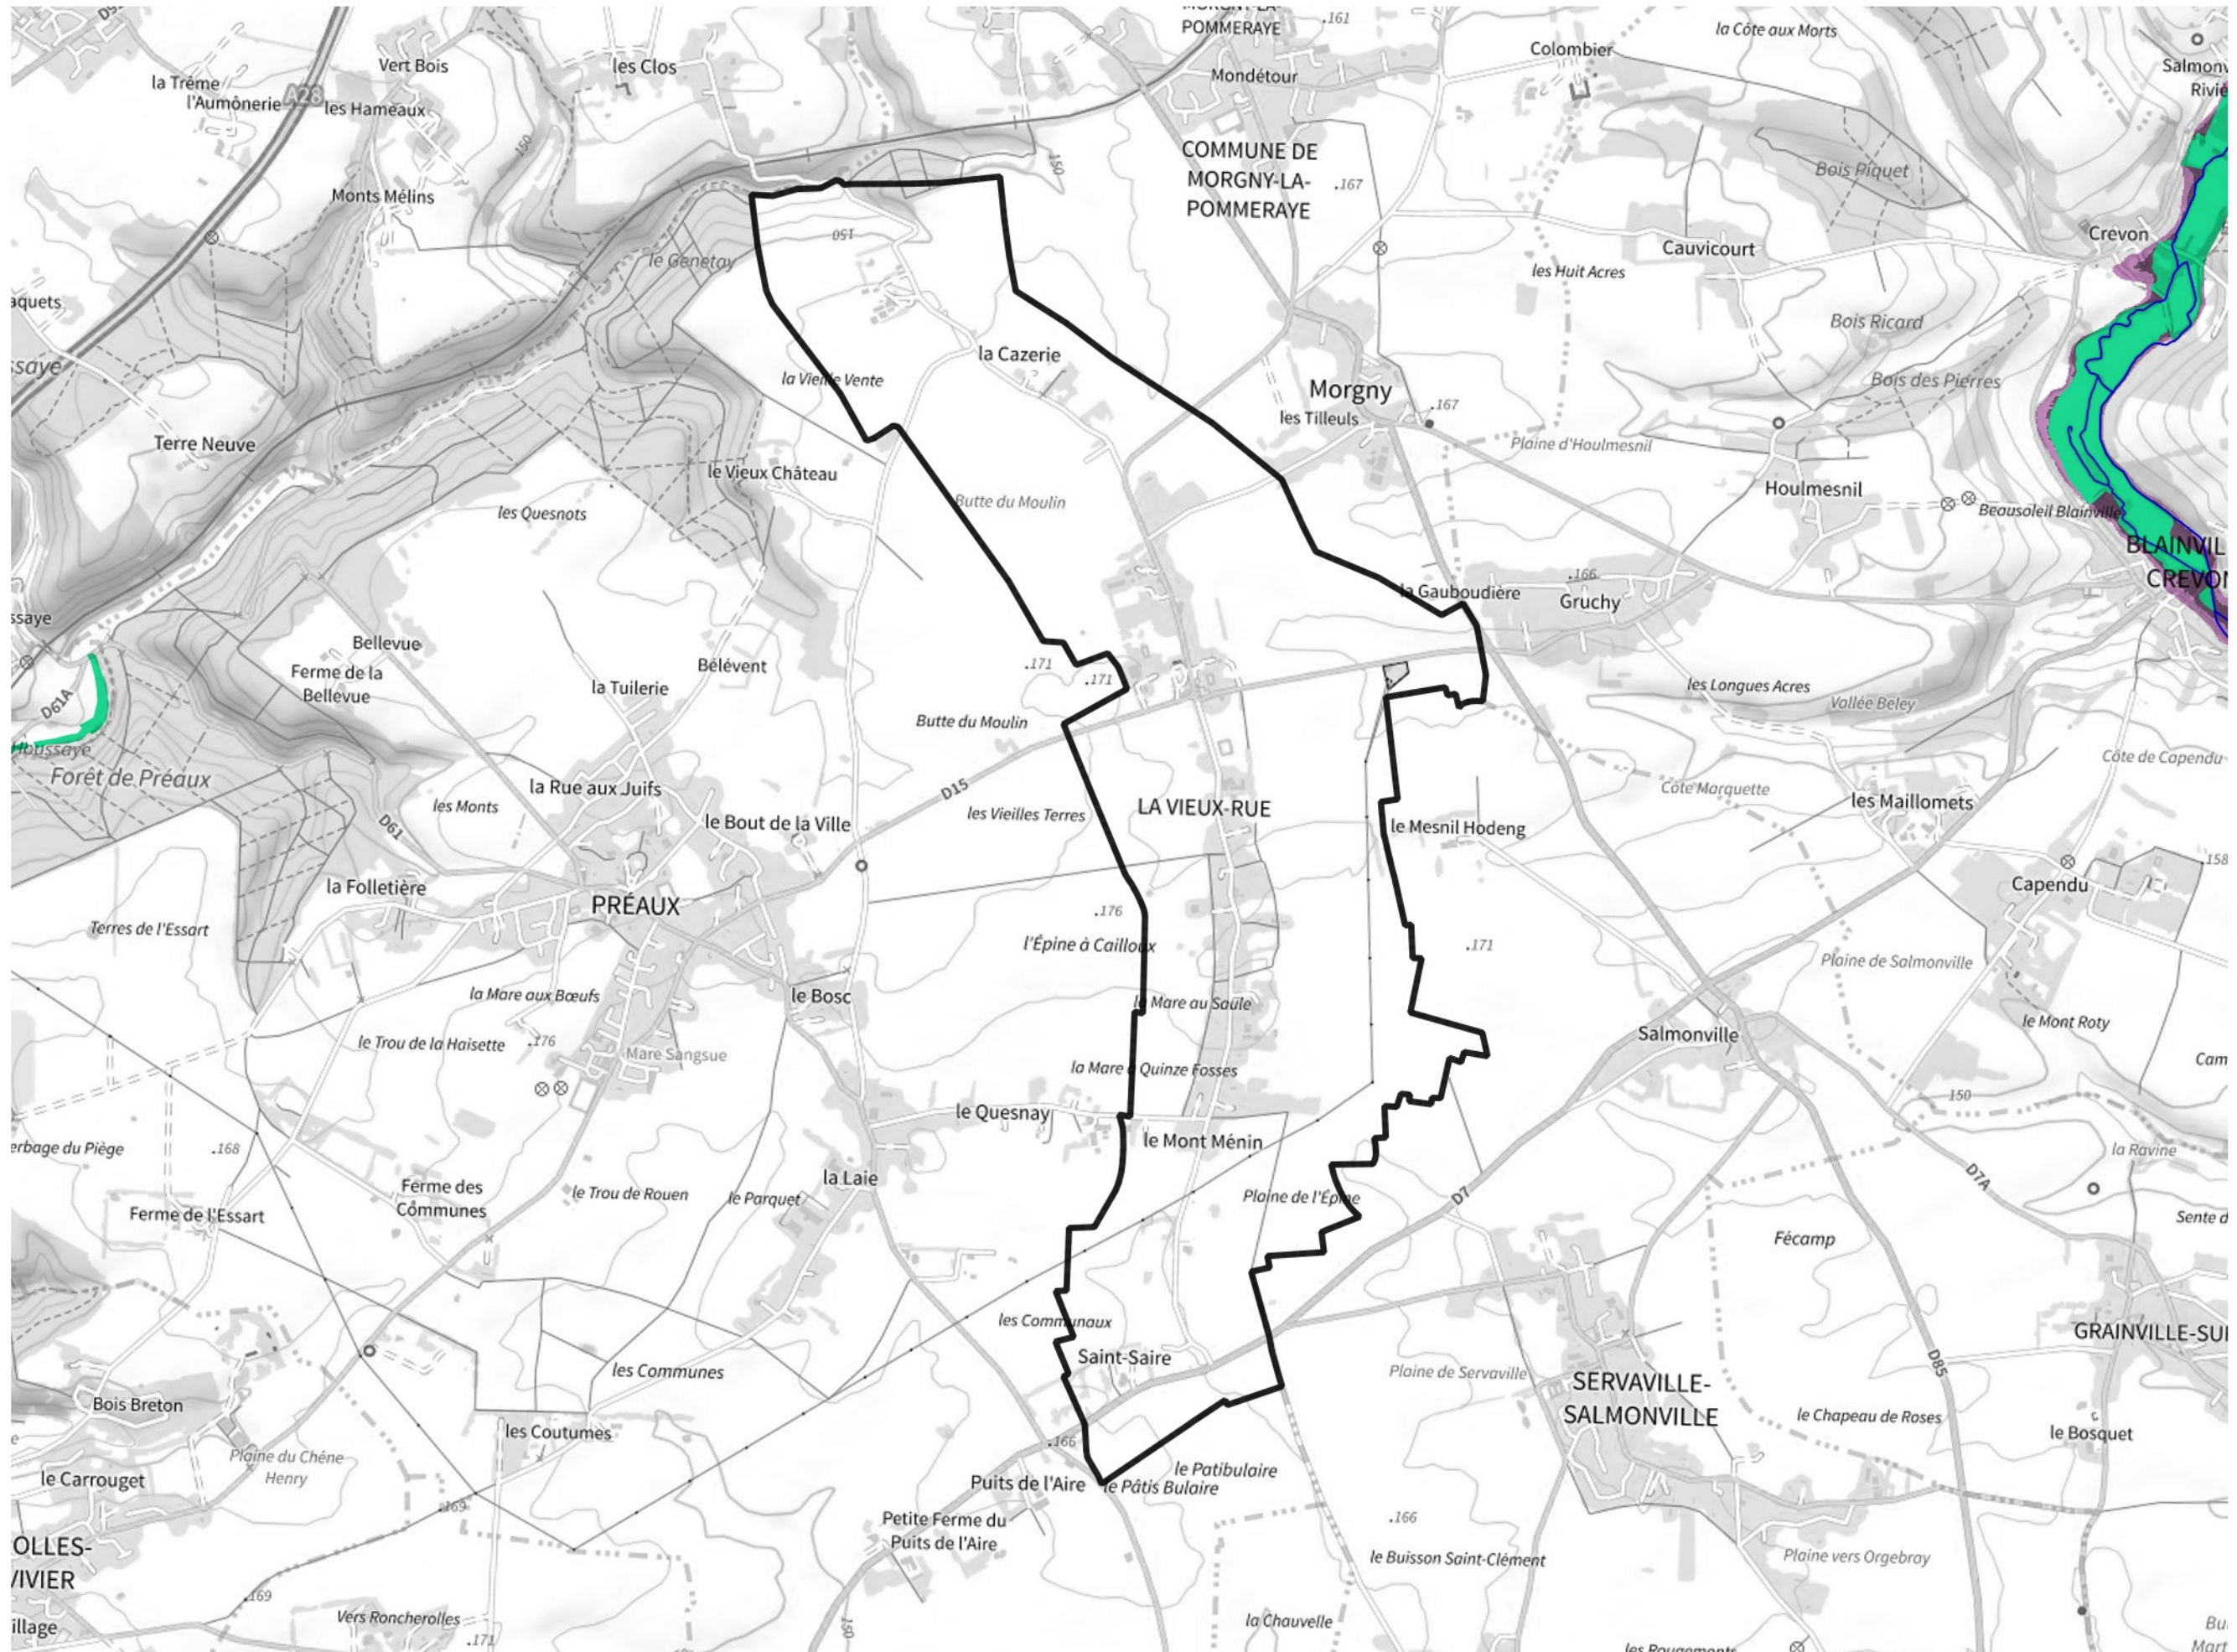 POMMERAYE
.161
la Côte aux Morts
Colombier
Vert Bois
les Clos
Mondétour
la Trême
l'Aumônerie
A28
les Hameaux
150
150
COMMUNE DE
MORGNY-LA-
POMMERAYE
.167
Bois Piquet
Monts Mélins
150
le Genetay
Crevon
Cauvicourt
les Huit Acres
Bois Ricard
la Cazerie
la Vieille Vente
Morgny
les Tilleuls
.167
Bois des Pierres
Terre Neuve
Plaine d'Houlmesnil
le Vieux Château
Houlmesnil
Butte du Moulin
les Quesnots
Beausoleil Blainville
BLAINVIL
CREVON
.166
la Gauboudière
Gruchy
Bellevue
Ferme de la
Bellevue
Bélévent
.171
.171
la Tuilerie
les Longues Acres
Vallée Beley
D61A
Butte du Moulin
Forêt de Préaux
Côte de Capendu
la Rue aux Juifs
D15
Côte Marquette
les Monts
LA VIEUX-RUE
les Maillomets
les Vieilles Terres
le Bout de la Ville
D61
le Mesnil Hodeng
.158
la Folletière
Capendu
PRÉAUX
.176
Terres de l'Essart
l'Épine à Cailloux
.171
Plaine de Salmonville
la Mare aux Bœufs
le Bosc
la Mare au Saule
le Mont Roty
Salmonville
le Trou de la Haisette
.176
Mare Sangsue
la Mare à Quinze Fosses
Cam
150
le Quesnay
le Mont Ménin
erbage du Piège
.168
la Ravine
la Laie
D7A
Ferme des
Communes
le Trou de Rouen
le Parquet
Plaine de l'Épine
D7
Ferme de l'Essart
Sente d
Fécamp
les Communaux
GRAINVILLE-SUR
Saint-Saire
les Communes
Plaine de Servaville
D85
SERVAVILLE-
SALMONVILLE
Bois Breton
le Chapeau de Roses
les Coutumes
le Bosquet
.166
Plaine du Chêne
Henry
le Patibulaire
le Carrouget
Puits de l'Aire
le Pâtis Bulaire
.169
Petite Ferme du
Puits de l'Aire
.166
OLLES-
VIVIER
le Buisson Saint-Clément
Plaine vers Orgebray
.169
Vers Roncherolles
150
la Chauvelle
illage
.171
les Rougemonts